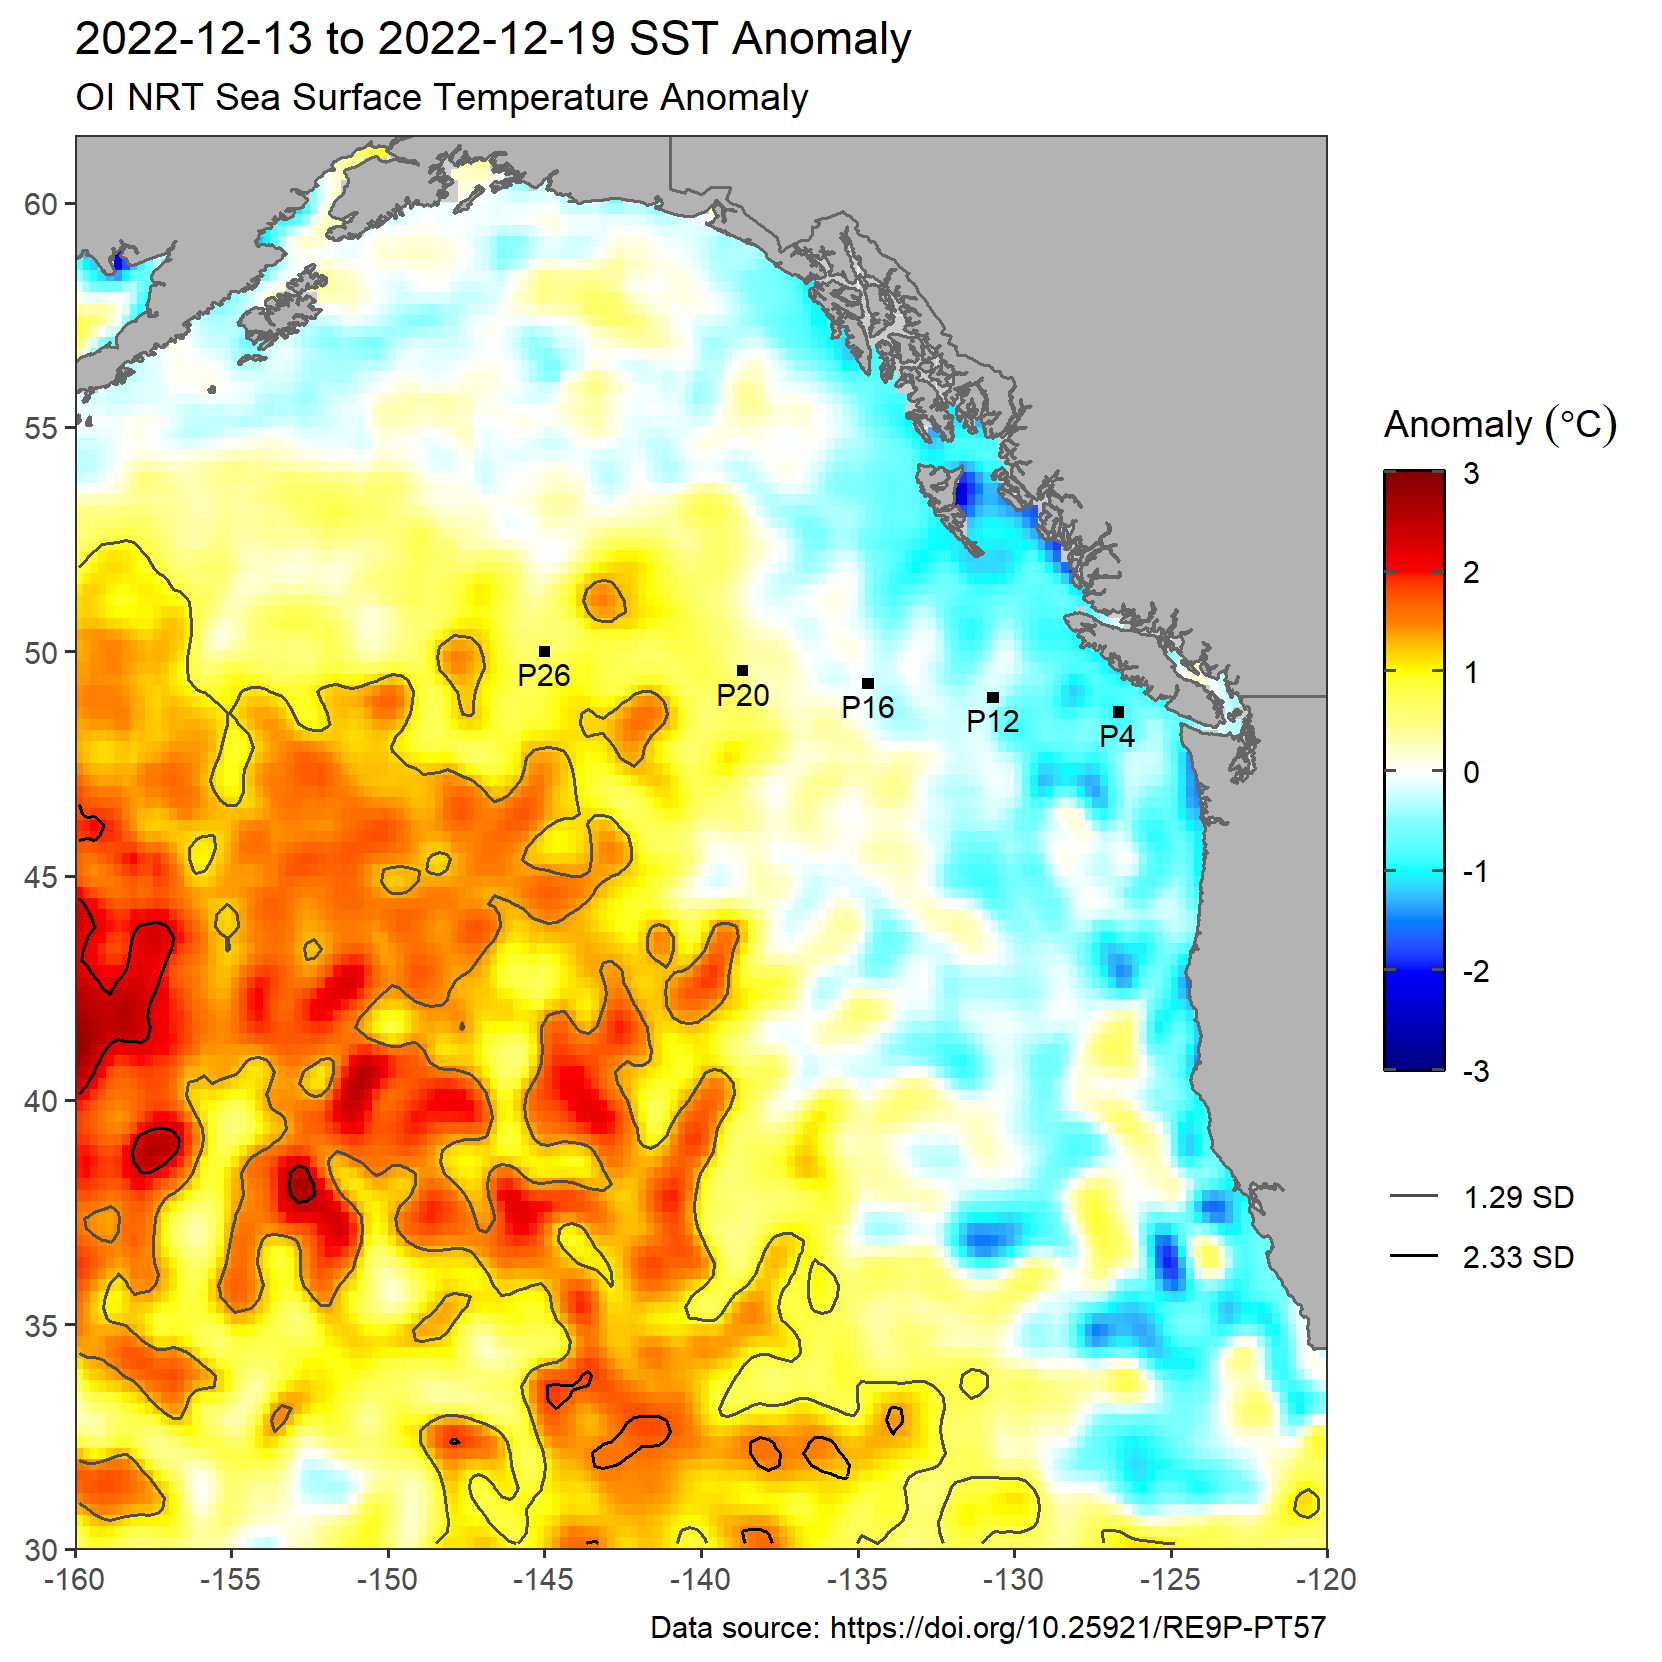 2022-12-13 to 2022-12-19 SST Anomaly
OI NRT Sea Surface Temperature Anomaly
60
55
50
45
40
35
30
-160
-155
-150
-145
-140
-135
-130
-125
-120
P26
P20
P16
P12
P4
Anomaly (°C)
3
2
1
0
-1
-2
-3
1.29 SD
2.33 SD
Data source: https://doi.org/10.25921/RE9P-PT57